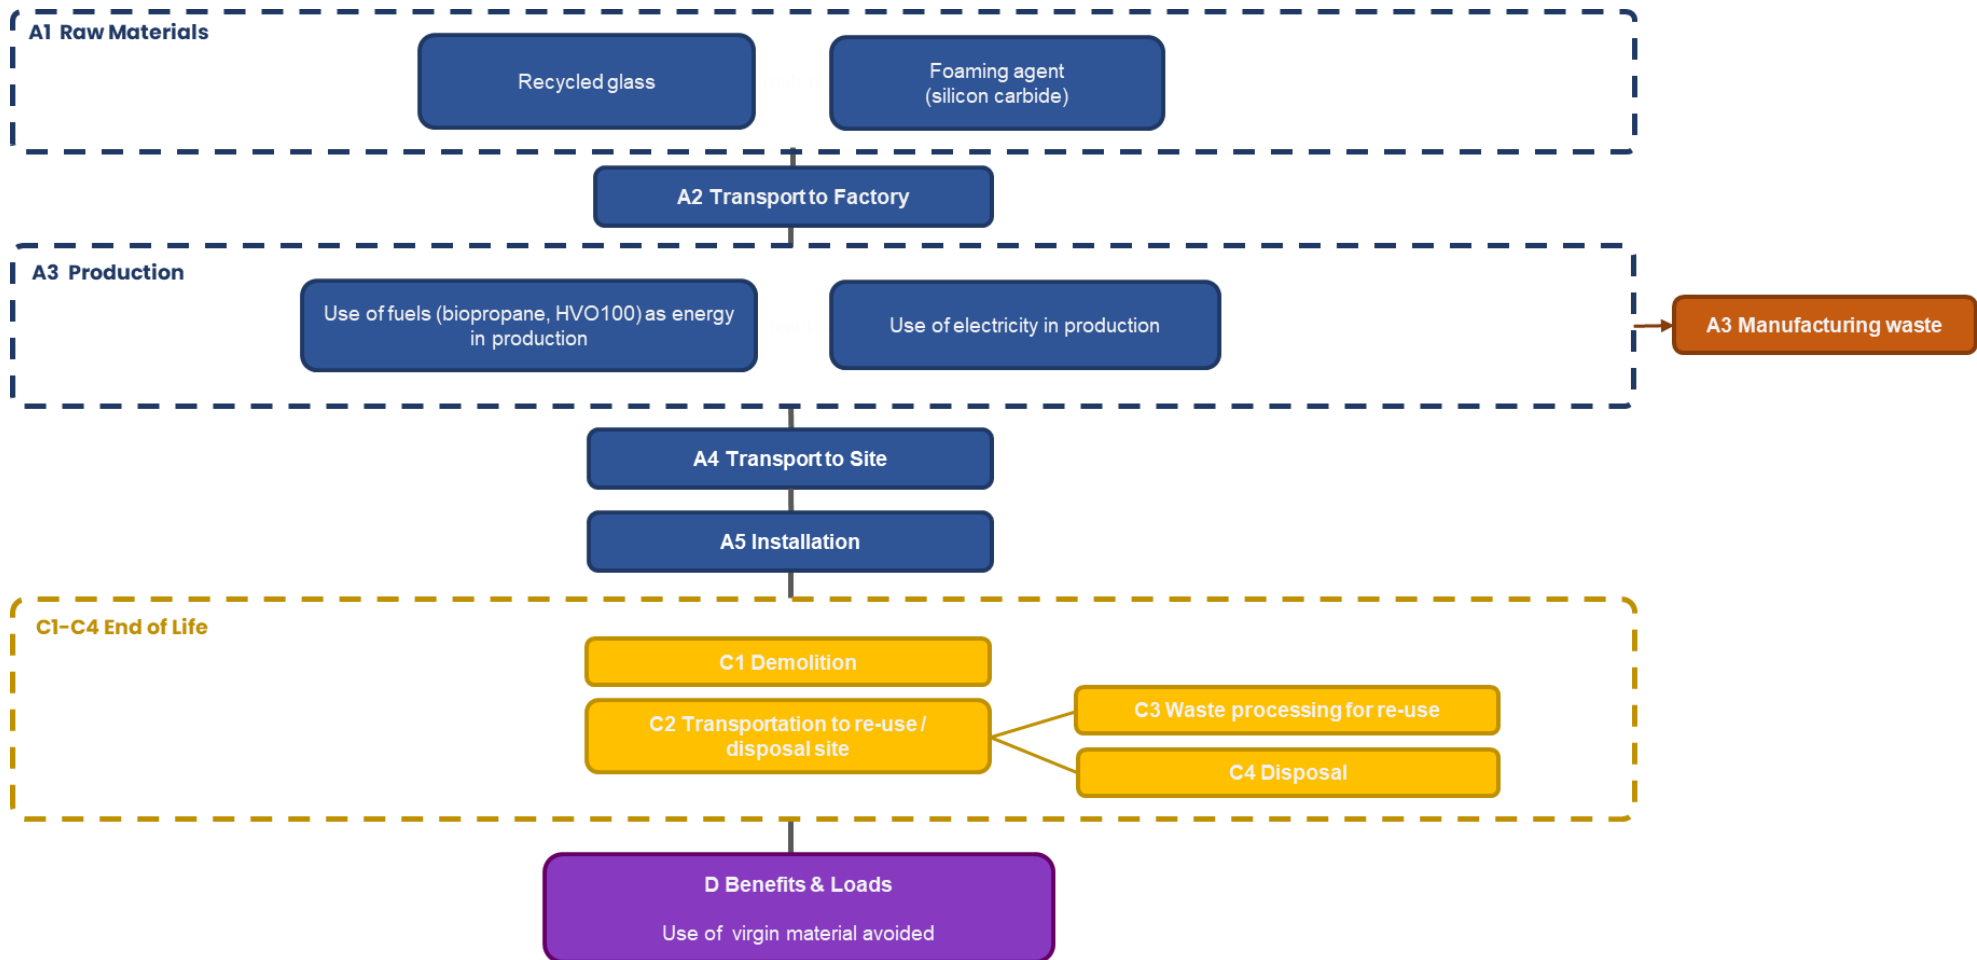 A1 Raw Materials
Recycled glass
Foaming agent
(silicon carbide)
A2 Transport to Factory
A3 Production
Use of fuels (biopropane, HVO100) as energy
in production
Use of electricity in production
A3 Manufacturing waste
A4 Transport to Site
A5 Installation
C1-C4 End of Life
C1 Demolition
C2 Transportation to re-use /
disposal site
C3 Waste processing for re-use
C4 Disposal
D Benefits & Loads
Use of virgin material avoided